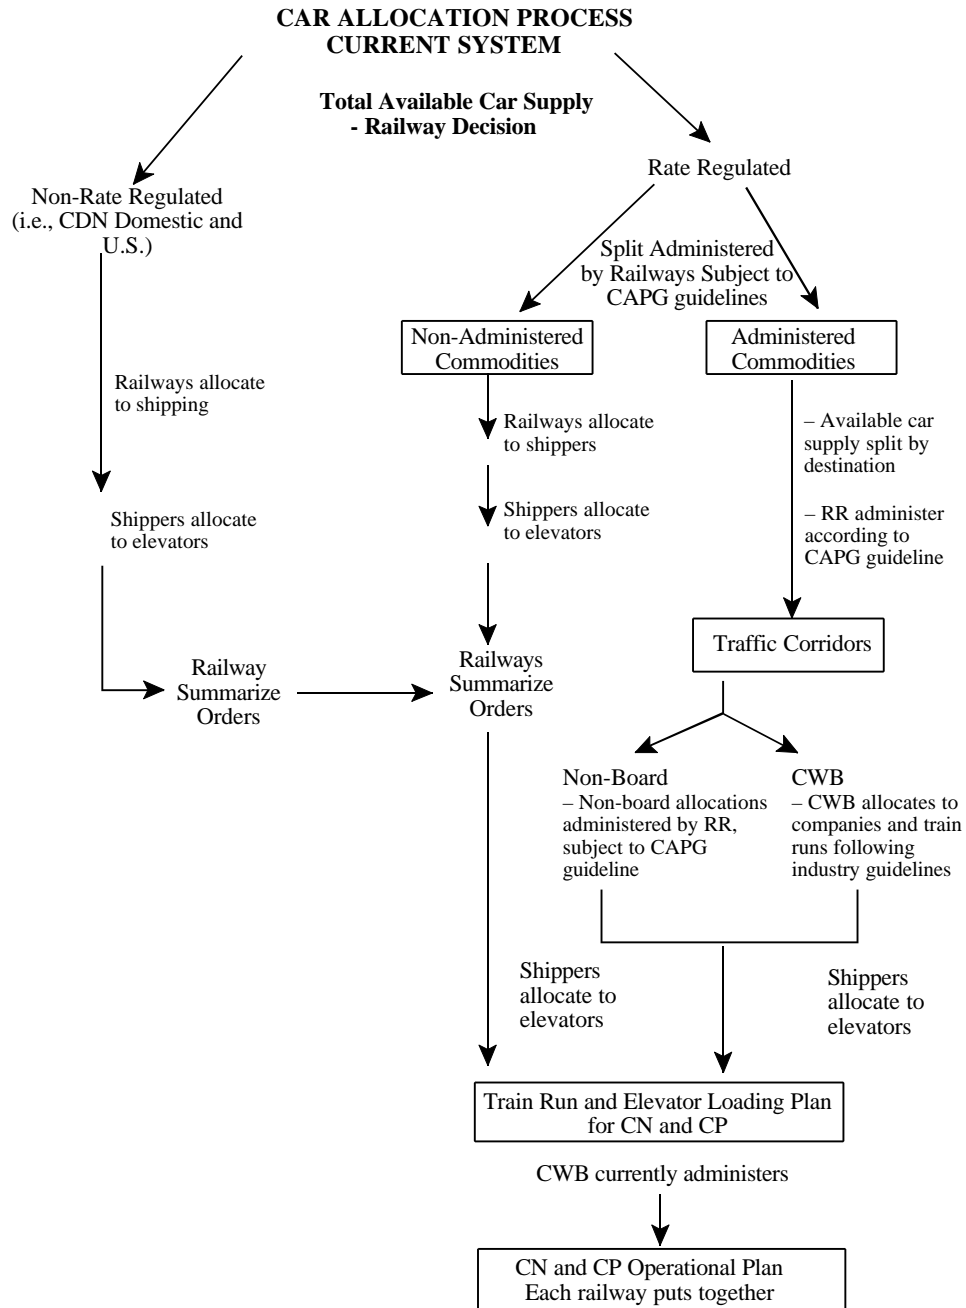 CAR ALLOCATION PROCESS
CURRENT SYSTEM
Total Available Car Supply
- Railway Decision
Rate Regulated
Non-Rate Regulated
(i.e., CDN Domestic and
U.S.)
Split Administered
by Railways Subject to
CAPG guidelines
Non-Administered
Commodities
Administered
Commodities
Railways allocate
to shipping
Railways allocate
to shippers
– Available car
supply split by
destination
Shippers allocate
to elevators
Shippers allocate
to elevators
– RR administer
according to
CAPG guideline
Traffic Corridors
Railway
Summarize
Orders
Railways
Summarize
Orders
Non-Board
– Non-board allocations
administered by RR,
subject to CAPG
guideline
CWB
– CWB allocates to
companies and train
runs following
industry guidelines
Shippers
allocate to
elevators
Shippers
allocate to
elevators
Train Run and Elevator Loading Plan
for CN and CP
CWB currently administers
CN and CP Operational Plan
Each railway puts together